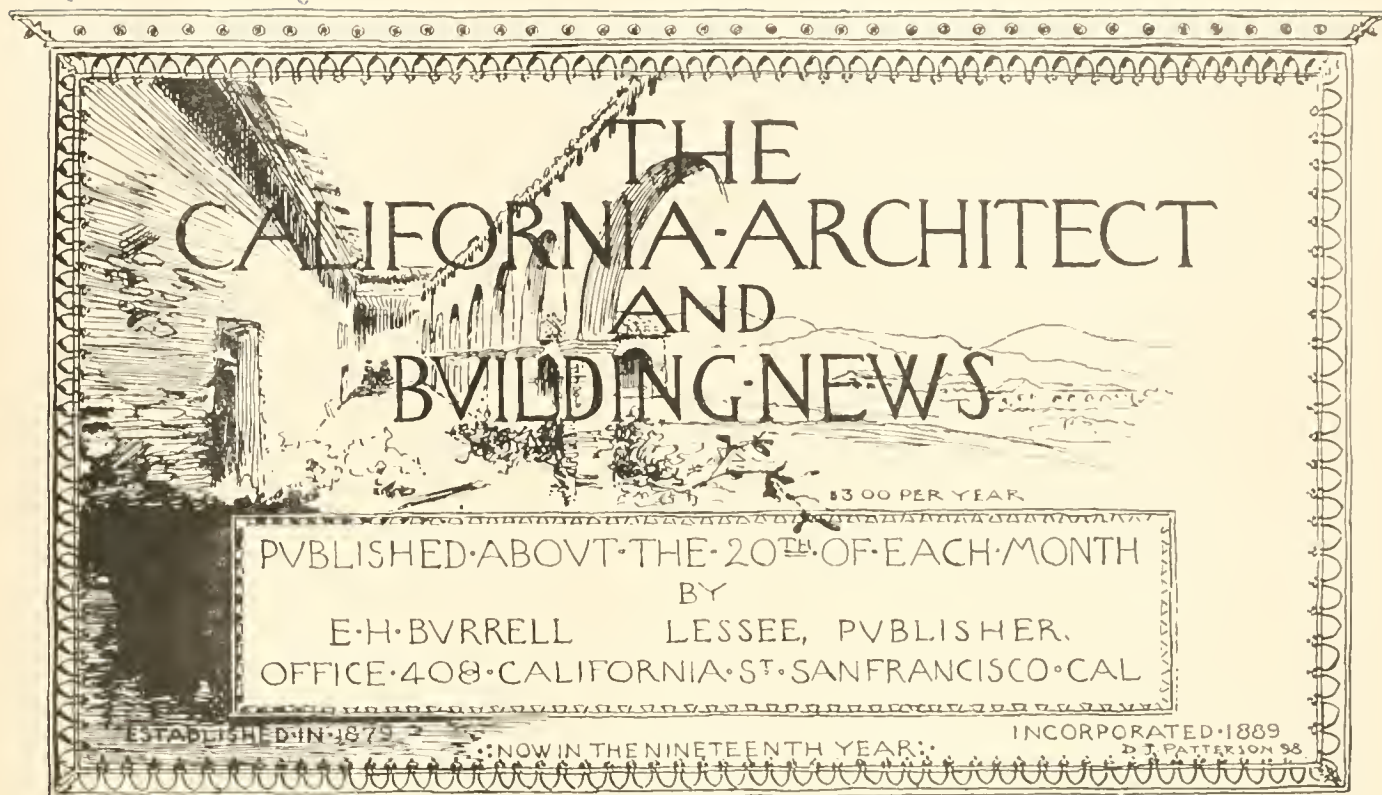 THE
CALIFORNIA·ARCHITECT
AND
BVILDING·NEWS
$3 00 PER YEAR
PVBLISHED·ABOVT·THE·20TH·OF·EACH·MONTH
BY
E·H·BVRRELL LESSEE, PVBLISHER.
OFFICE·408·CALIFORNIA·ST·SANFRANCISCO·CAL
ESTABLISHED·IN·1879
INCORPORATED·1889
·:NOW IN THE NINETEENTH YEAR:·
D J. PATTERSON 98